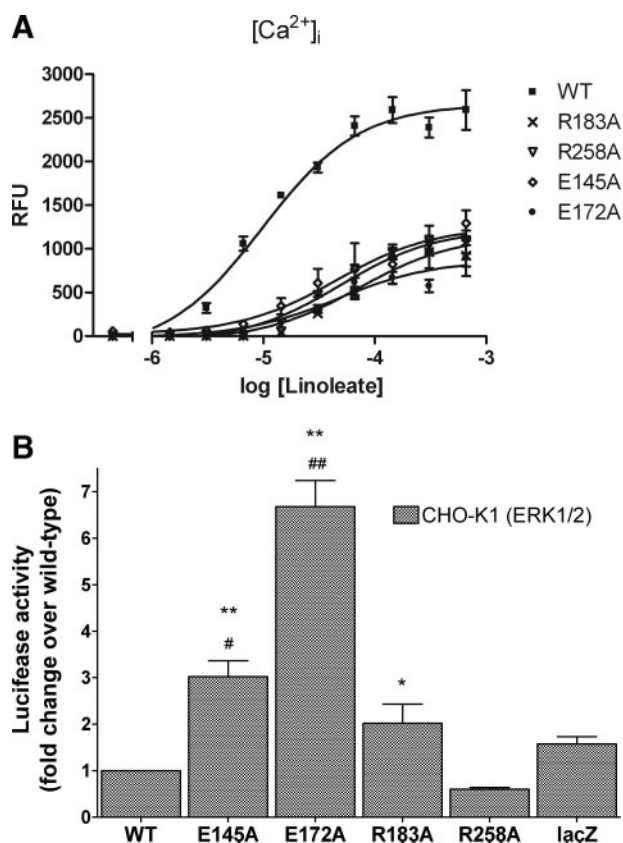 A
[Ca2+]i
3000
2500
2000
1500
1000
500
0
RFU
-6
-5
-4
-3
log [Linoleate]
WT
R183A
R258A
E145A
E172A
B
7
6
5
4
3
2
1
0
Lucifease activity
(fold change over wild-type)
**
#
**
##
*
CHO-K1 (ERK1/2)
WT
E145A
E172A
R183A
R258A
lacZ